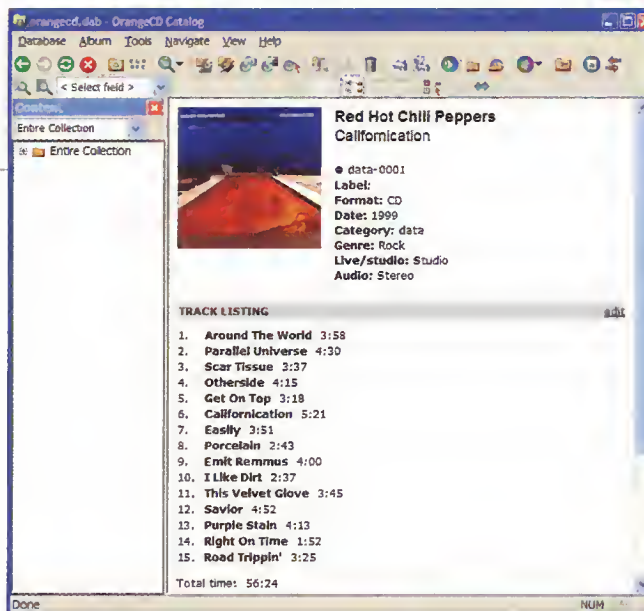 orangecd.dab - OrangeCD Catalog
Database Album Tools Navigate View Help
< Select field >
Content
Entire Collection
Entire Collection
Red Hot Chili Peppers
Californication
data-0001
Label:
Format: CD
Date: 1999
Category: data
Genre: Rock
Live/studio: Studio
Audio: Stereo
TRACK LISTING
edit
1. Around The World 3:58
2. Parallel Universe 4:30
3. Scar Tissue 3:37
4. Otherside 4:15
5. Get On Top 3:18
6. Californication 5:21
7. Easily 3:51
8. Porcelain 2:43
9. Emit Remmus 4:00
10. I Like Dirt 2:37
11. This Velvet Glove 3:45
12. Savior 4:52
13. Purple Stain 4:13
14. Right On Time 1:52
15. Road Trippin' 3:25
Total time: 56:24
Done
NUM